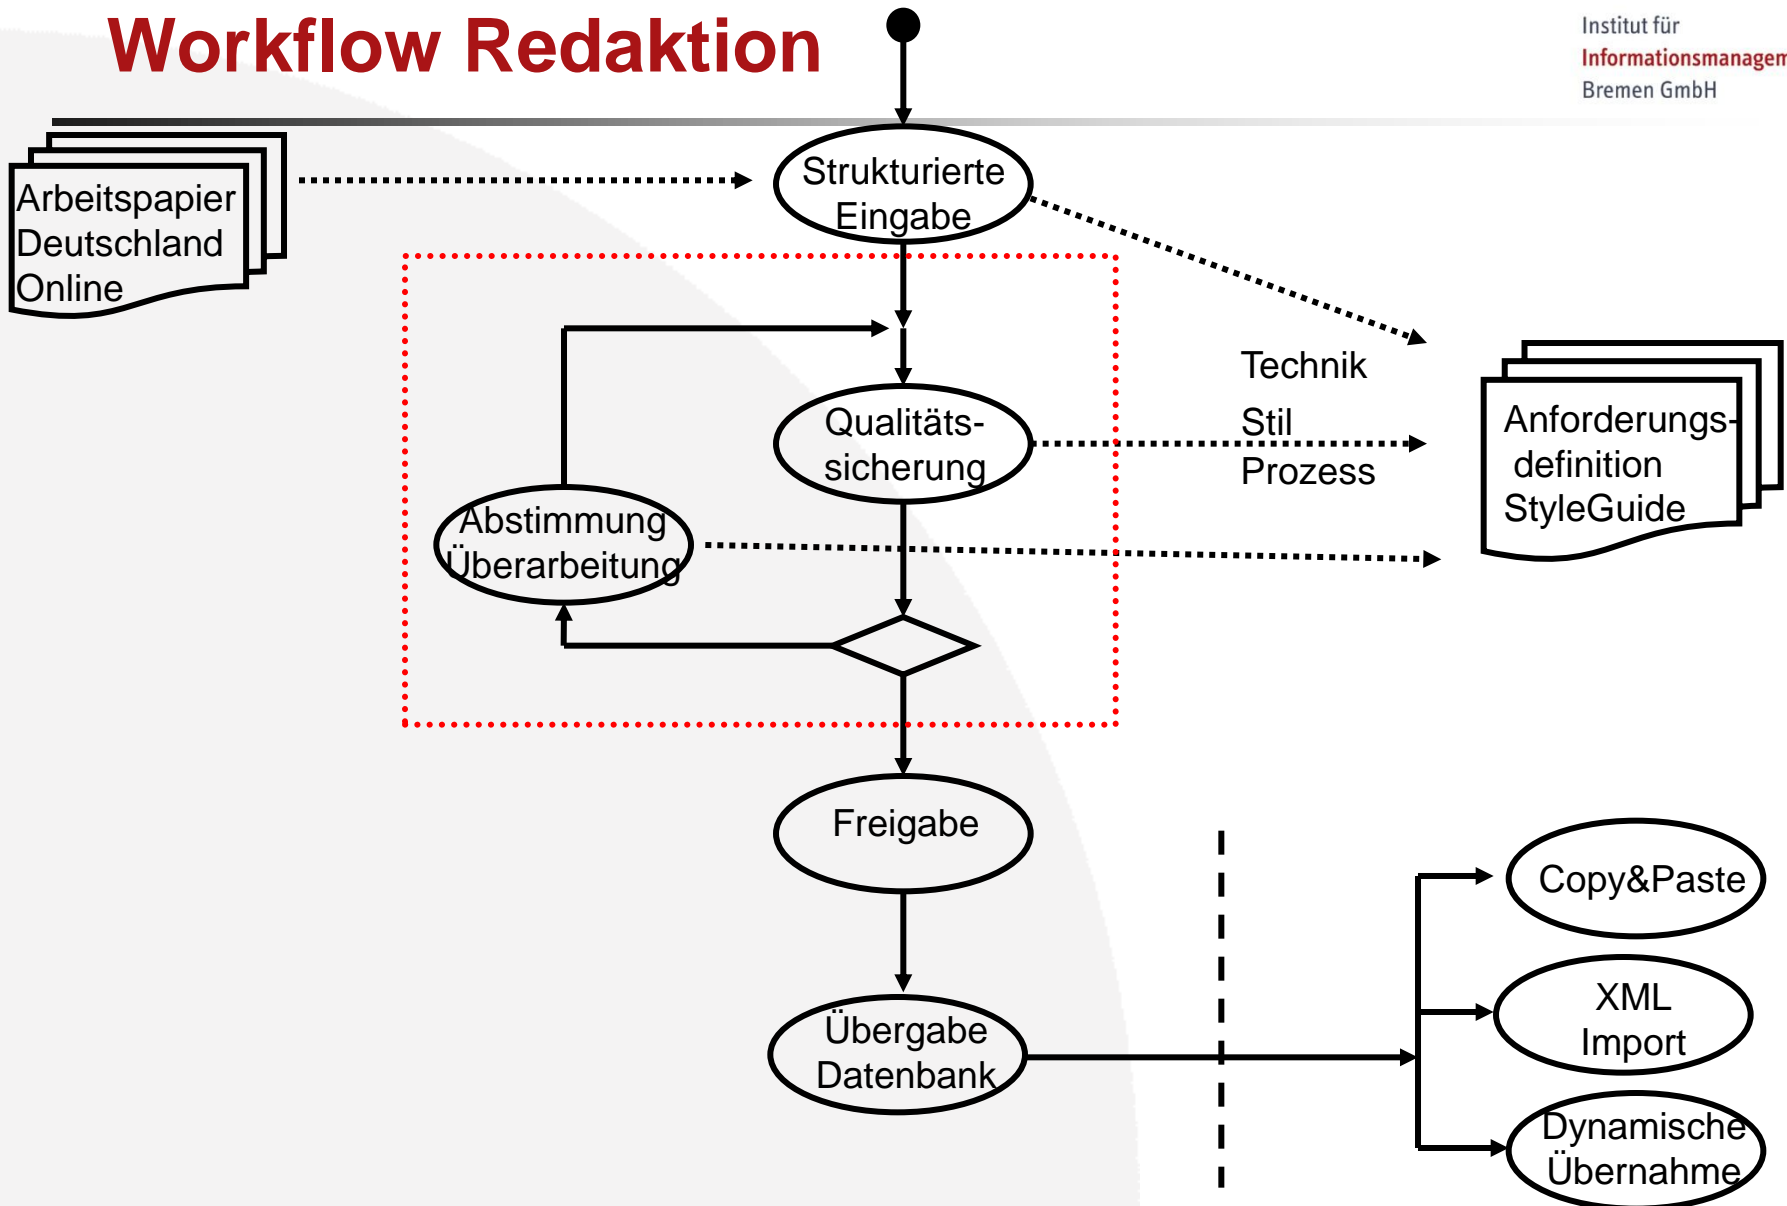 Workflow Redaktion
Institut für
Informationsmanagem
Bremen GmbH
Arbeitspapier
Deutschland
Online
Strukturierte
Eingabe
Technik
Stil
Prozess
Qualitäts-
sicherung
Anforderungs-
definition
StyleGuide
Abstimmung
Überarbeitung
Freigabe
Übergabe
Datenbank
Copy&Paste
XML
Import
Dynamische
Übernahme